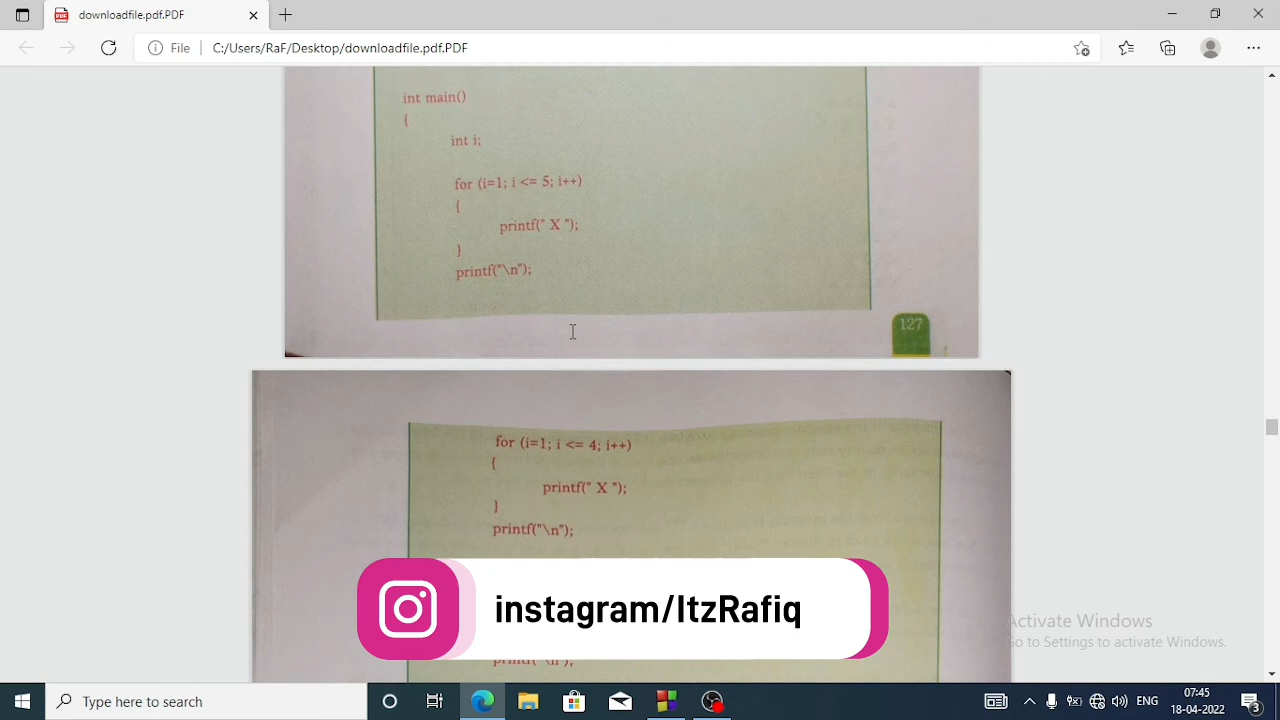 downloadfile.pdf.PDF
File
C:/Users/RaF/Desktop/downloadfile.pdf.PDF
int main()
{
int i;
for (i=1; i <= 5; i++)
{
printf(" X ");
}
printf("\n");
127
for (i=1; i <= 4; i++)
{
printf(" X ");
}
printf("\n");
instagram/ItzRafiq
Activate Windows
Go to Settings to activate Windows.
printf("\n");
Type here to search
ENG
07:45
18-04-2022
3